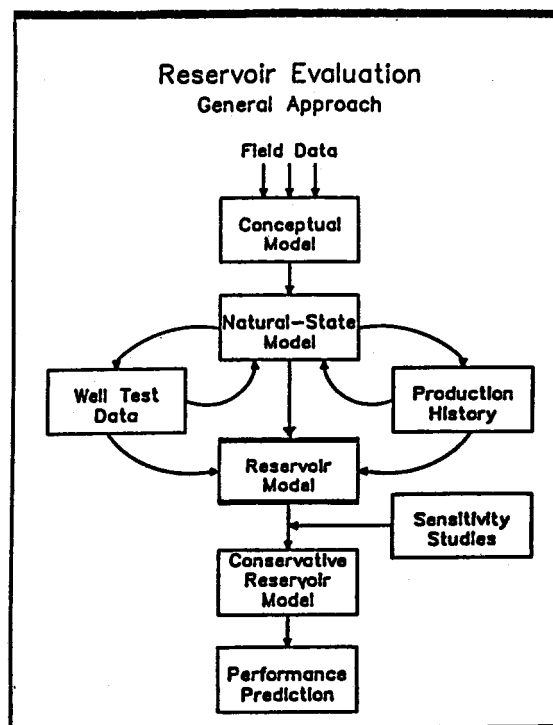 Reservoir Evaluation
General Approach
Field Data
Conceptual
Model
Natural-State
Model
Well Test
Data
Production
History
Reservoir
Model
Sensitivity
Studies
Conservative
Reservoir
Model
Performance
Prediction